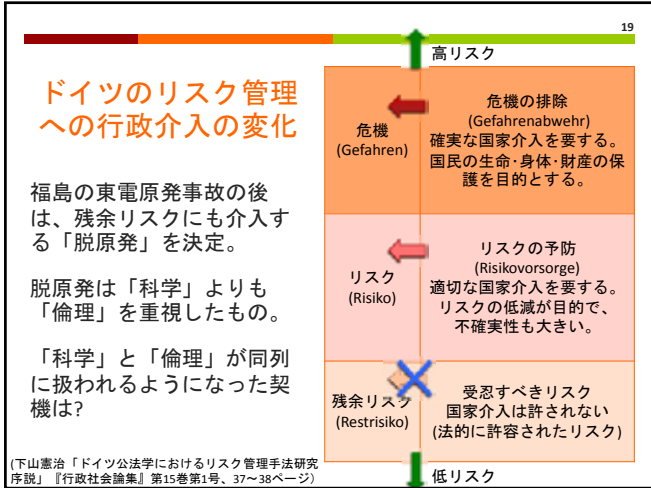 19
ドイツのリスク管理
への行政介入の変化
福島の東電原発事故の後
は、残余リスクにも介入す
る「脱原発」を決定。
脱原発は「科学」よりも
「倫理」を重視したもの。
「科学」と「倫理」が同列
に扱われるようになった契
機は?
(下山憲治「ドイツ公法学におけるリスク管理手法研究
序説」『行政社会論集』第15巻第1号、37~38ページ)
高リスク
危機
(Gefahren)
危機の排除
(Gefahrenabwehr)
確実な国家介入を要する。
国民の生命・身体・財産の保
護を目的とする。
リスク
(Risiko)
リスクの予防
(Risikovorsorge)
適切な国家介入を要する。
リスクの低減が目的で、
不確実性も大きい。
残余リスク
(Restrisiko)
受忍すべきリスク
国家介入は許されない
(法的に許容されたリスク)
低リスク